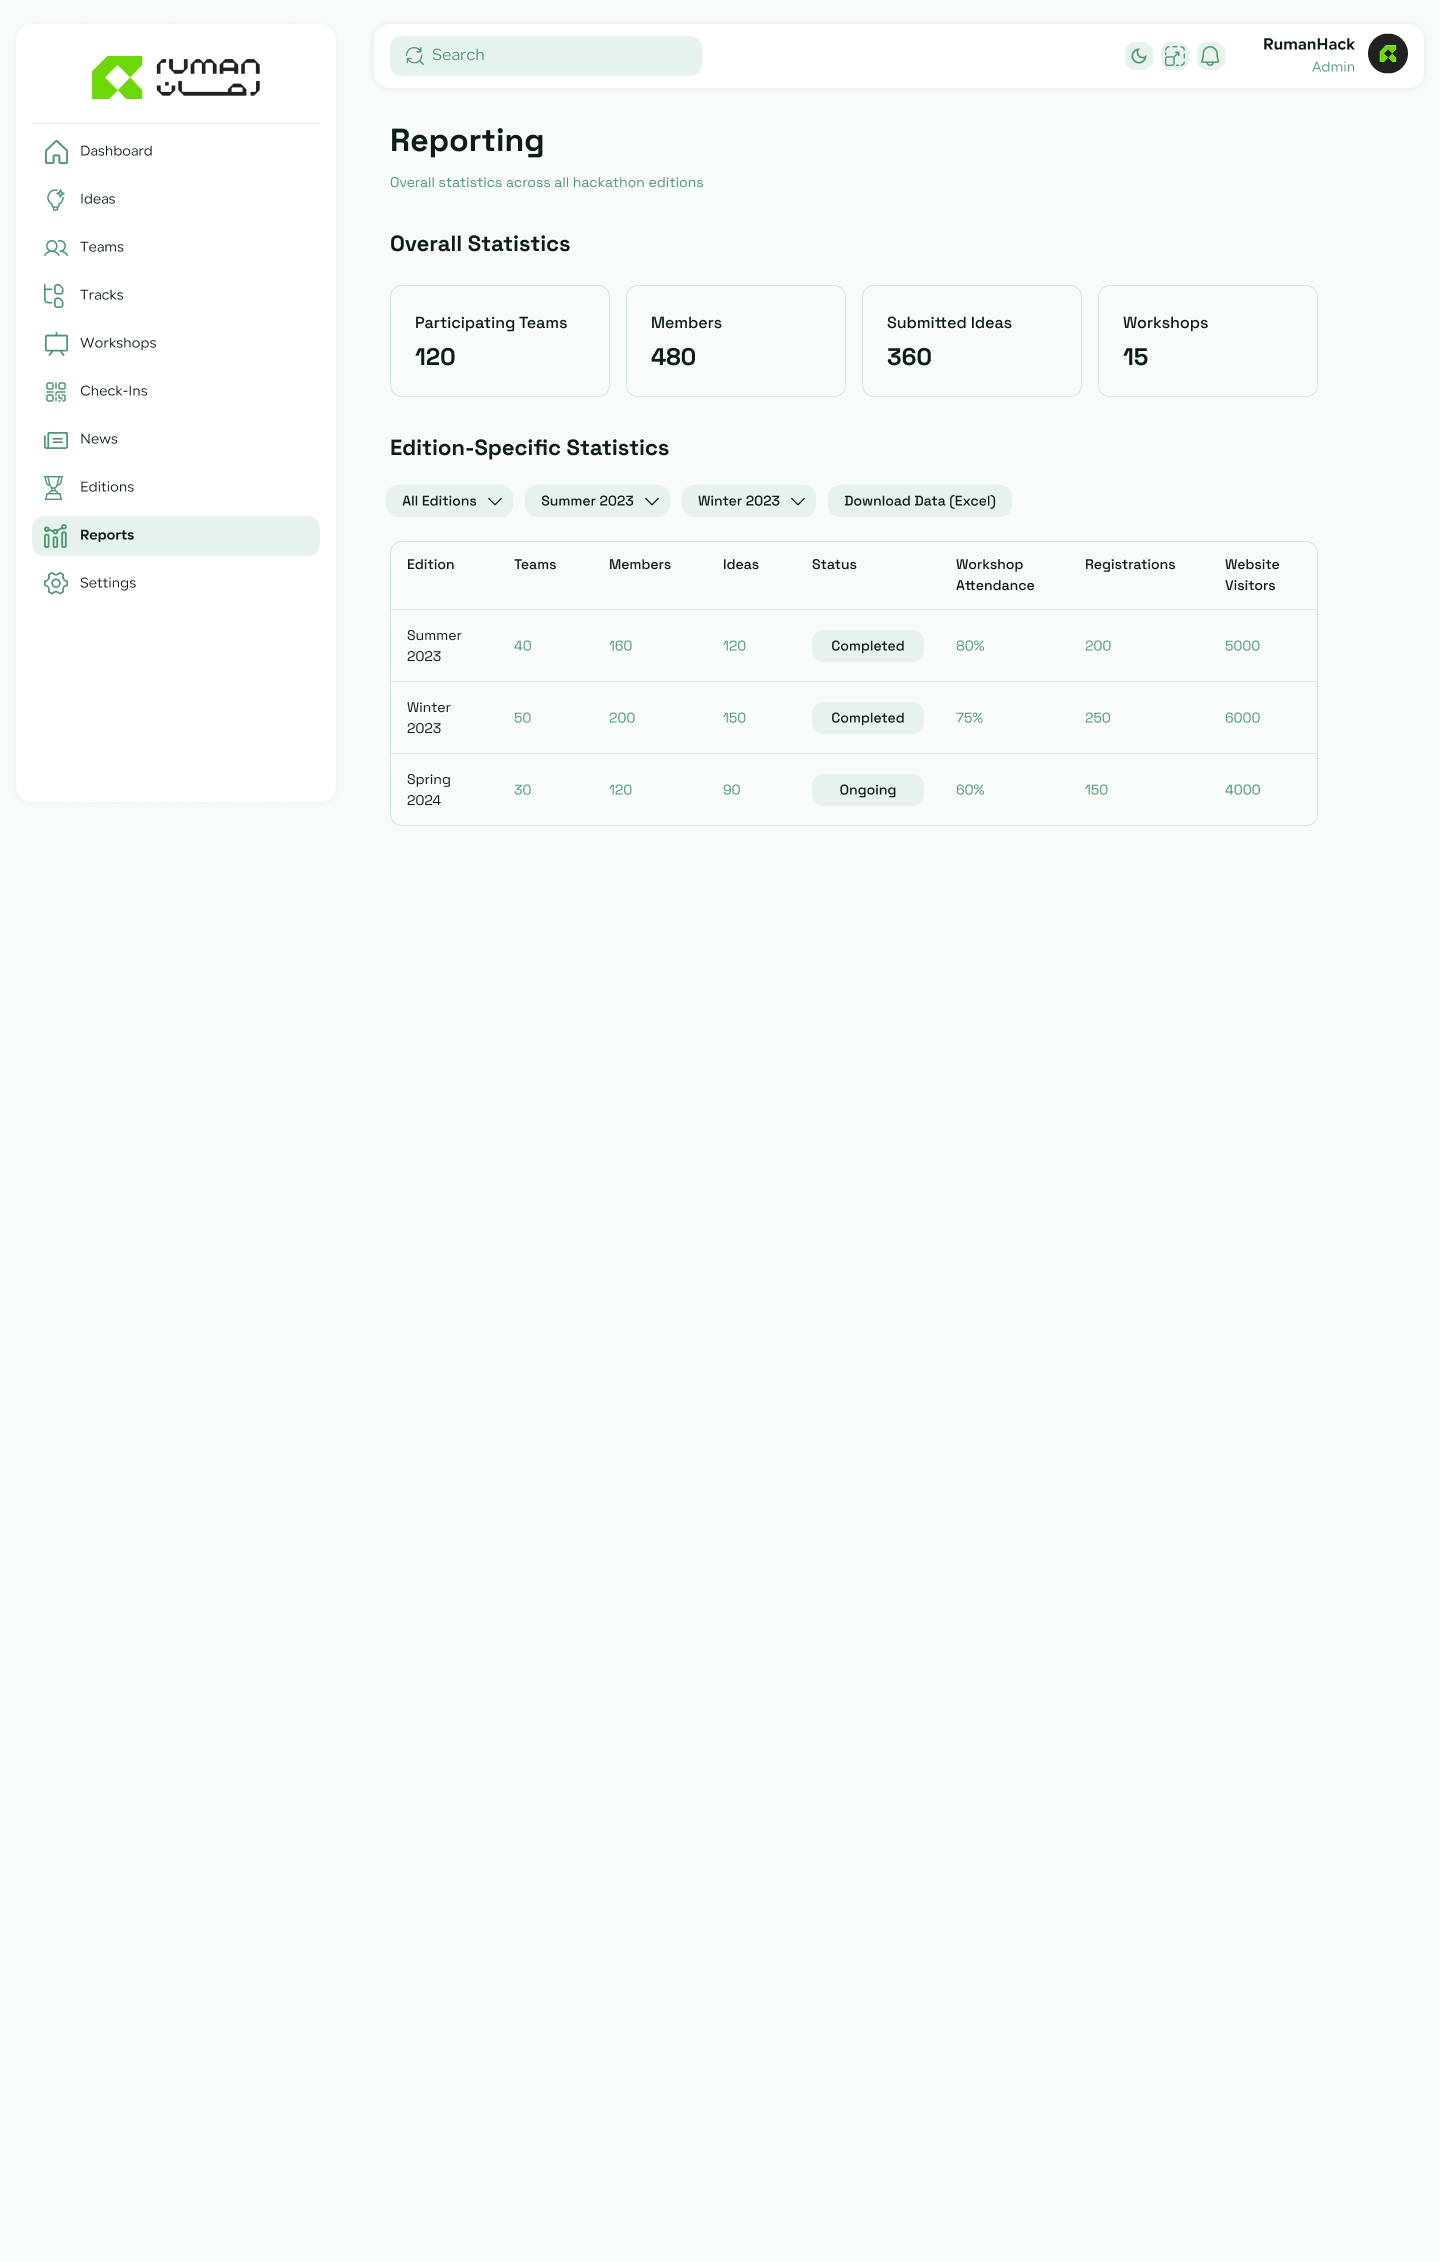 ruman
رمـــان
Dashboard
Ideas
Teams
Tracks
Workshops
Check-Ins
News
Editions
Reports
Settings
Search
RumanHack
Admin
Reporting
Overall statistics across all hackathon editions
Overall Statistics
Participating Teams
120
Members
480
Submitted Ideas
360
Workshops
15
Edition-Specific Statistics
All Editions
Summer 2023
Winter 2023
Download Data (Excel)
Edition Teams Members Ideas Status Workshop Attendance Registrations Website Visitors
Summer 2023 40 160 120 Completed 80% 200 5000
Winter 2023 50 200 150 Completed 75% 250 6000
Spring 2024 30 120 90 Ongoing 60% 150 4000